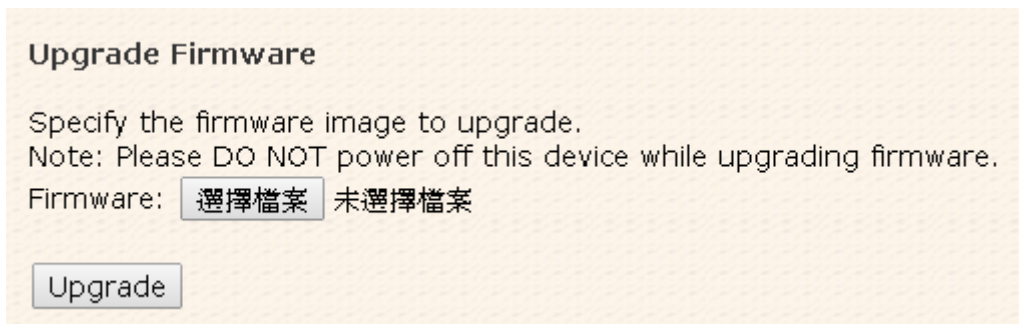 Upgrade Firmware
Specify the firmware image to upgrade.
Note: Please DO NOT power off this device while upgrading firmware.
Firmware: 選擇檔案 未選擇檔案
Upgrade